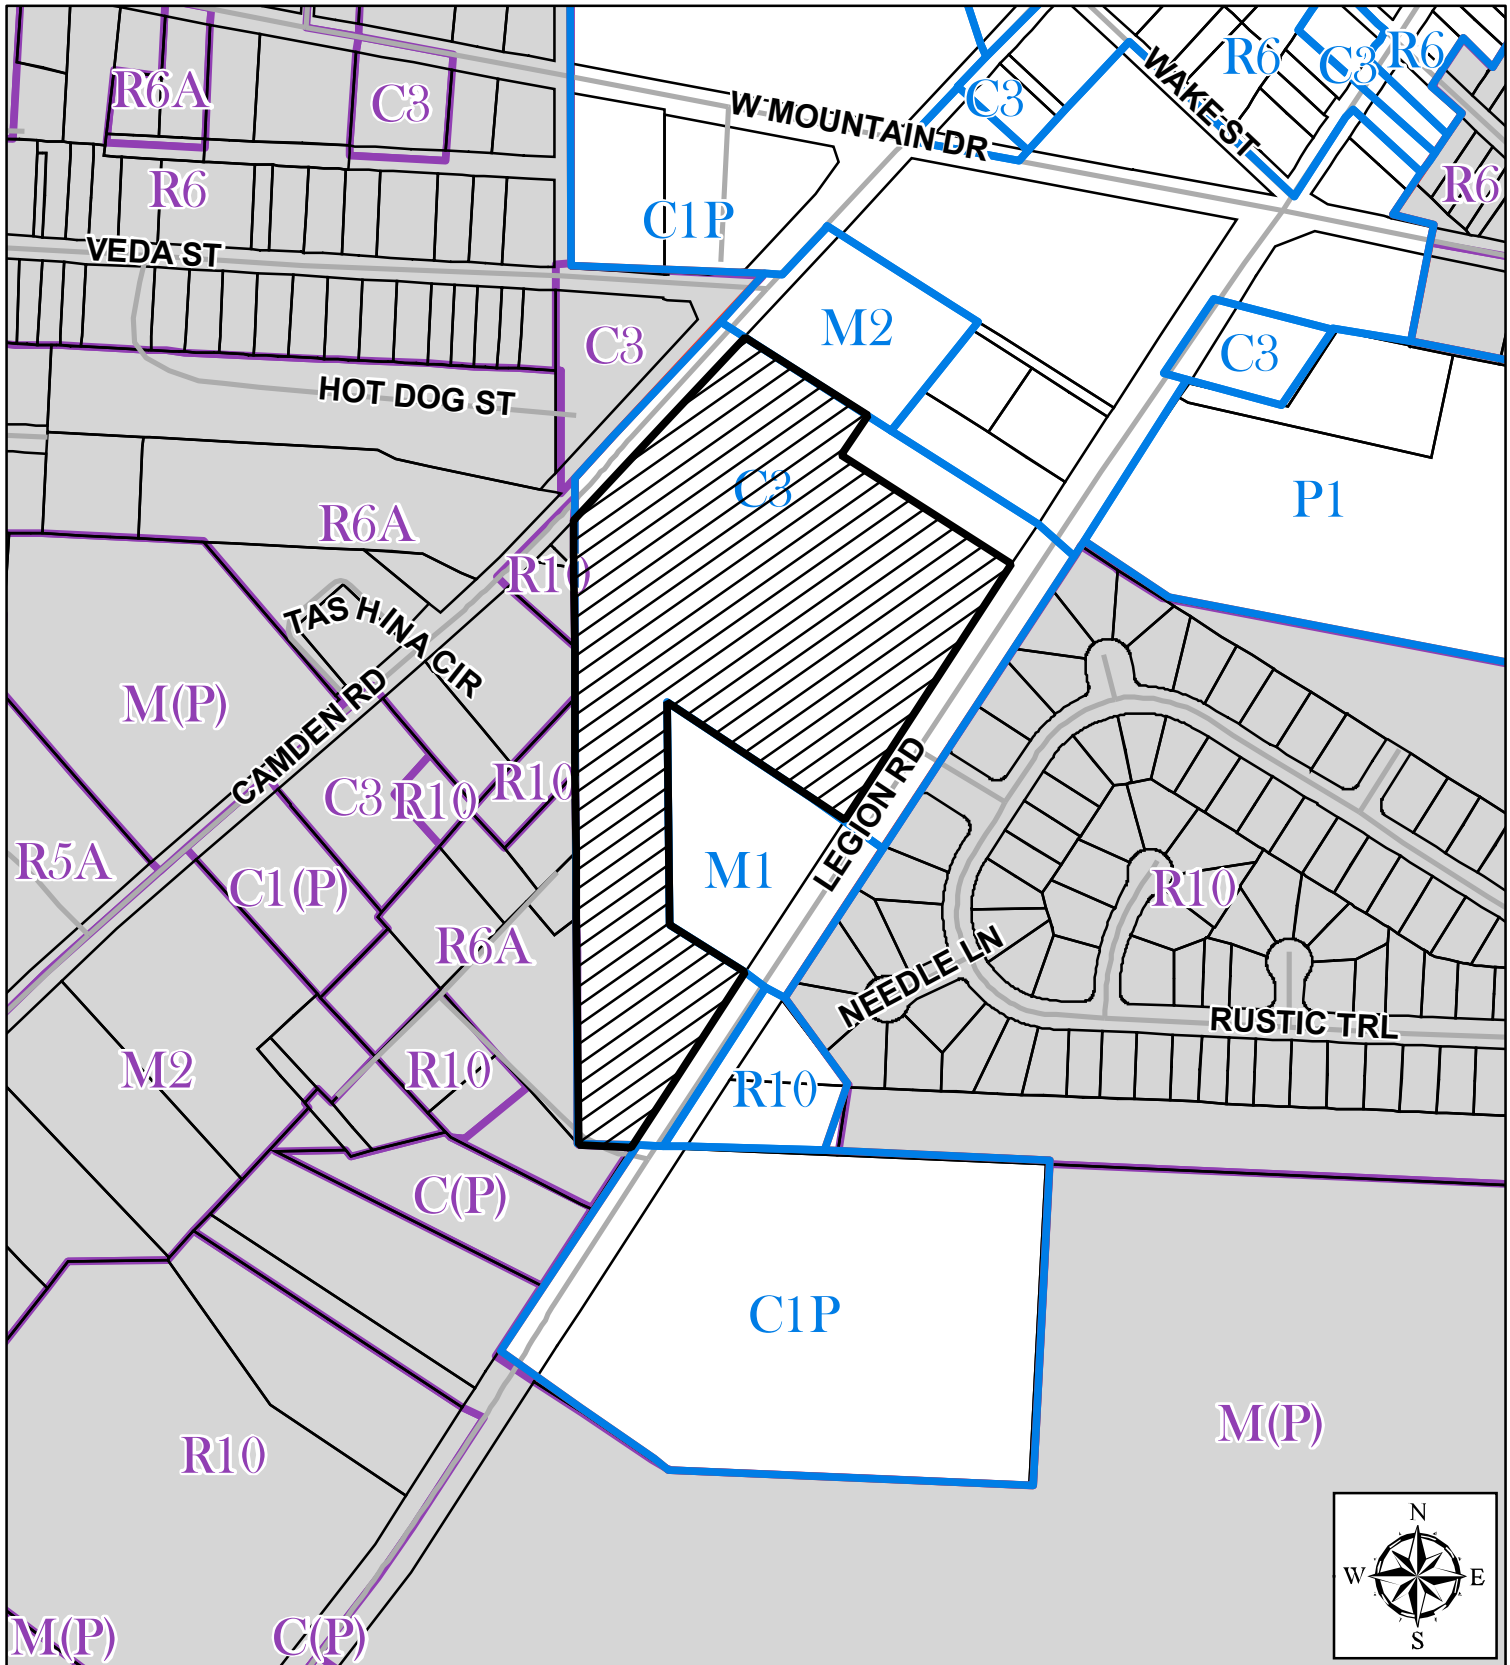 R6A
C3
R6
VEDA ST
C3
HOT DOG ST
R6A
R10
TASHINA CIR
M(P)
CAMDEN RD
C3
R10
R10
R5A
C1(P)
R6A
M2
R10
C(P)
R10
M(P)
C(P)
W MOUNTAIN DR
C3
WAKE ST
R6
C3
R6
R6
C1P
M2
C3
C3
P1
M1
LEGION RD
R10
NEEDLE LN
RUSTIC TRL
R10
C1P
M(P)
N
W
E
S